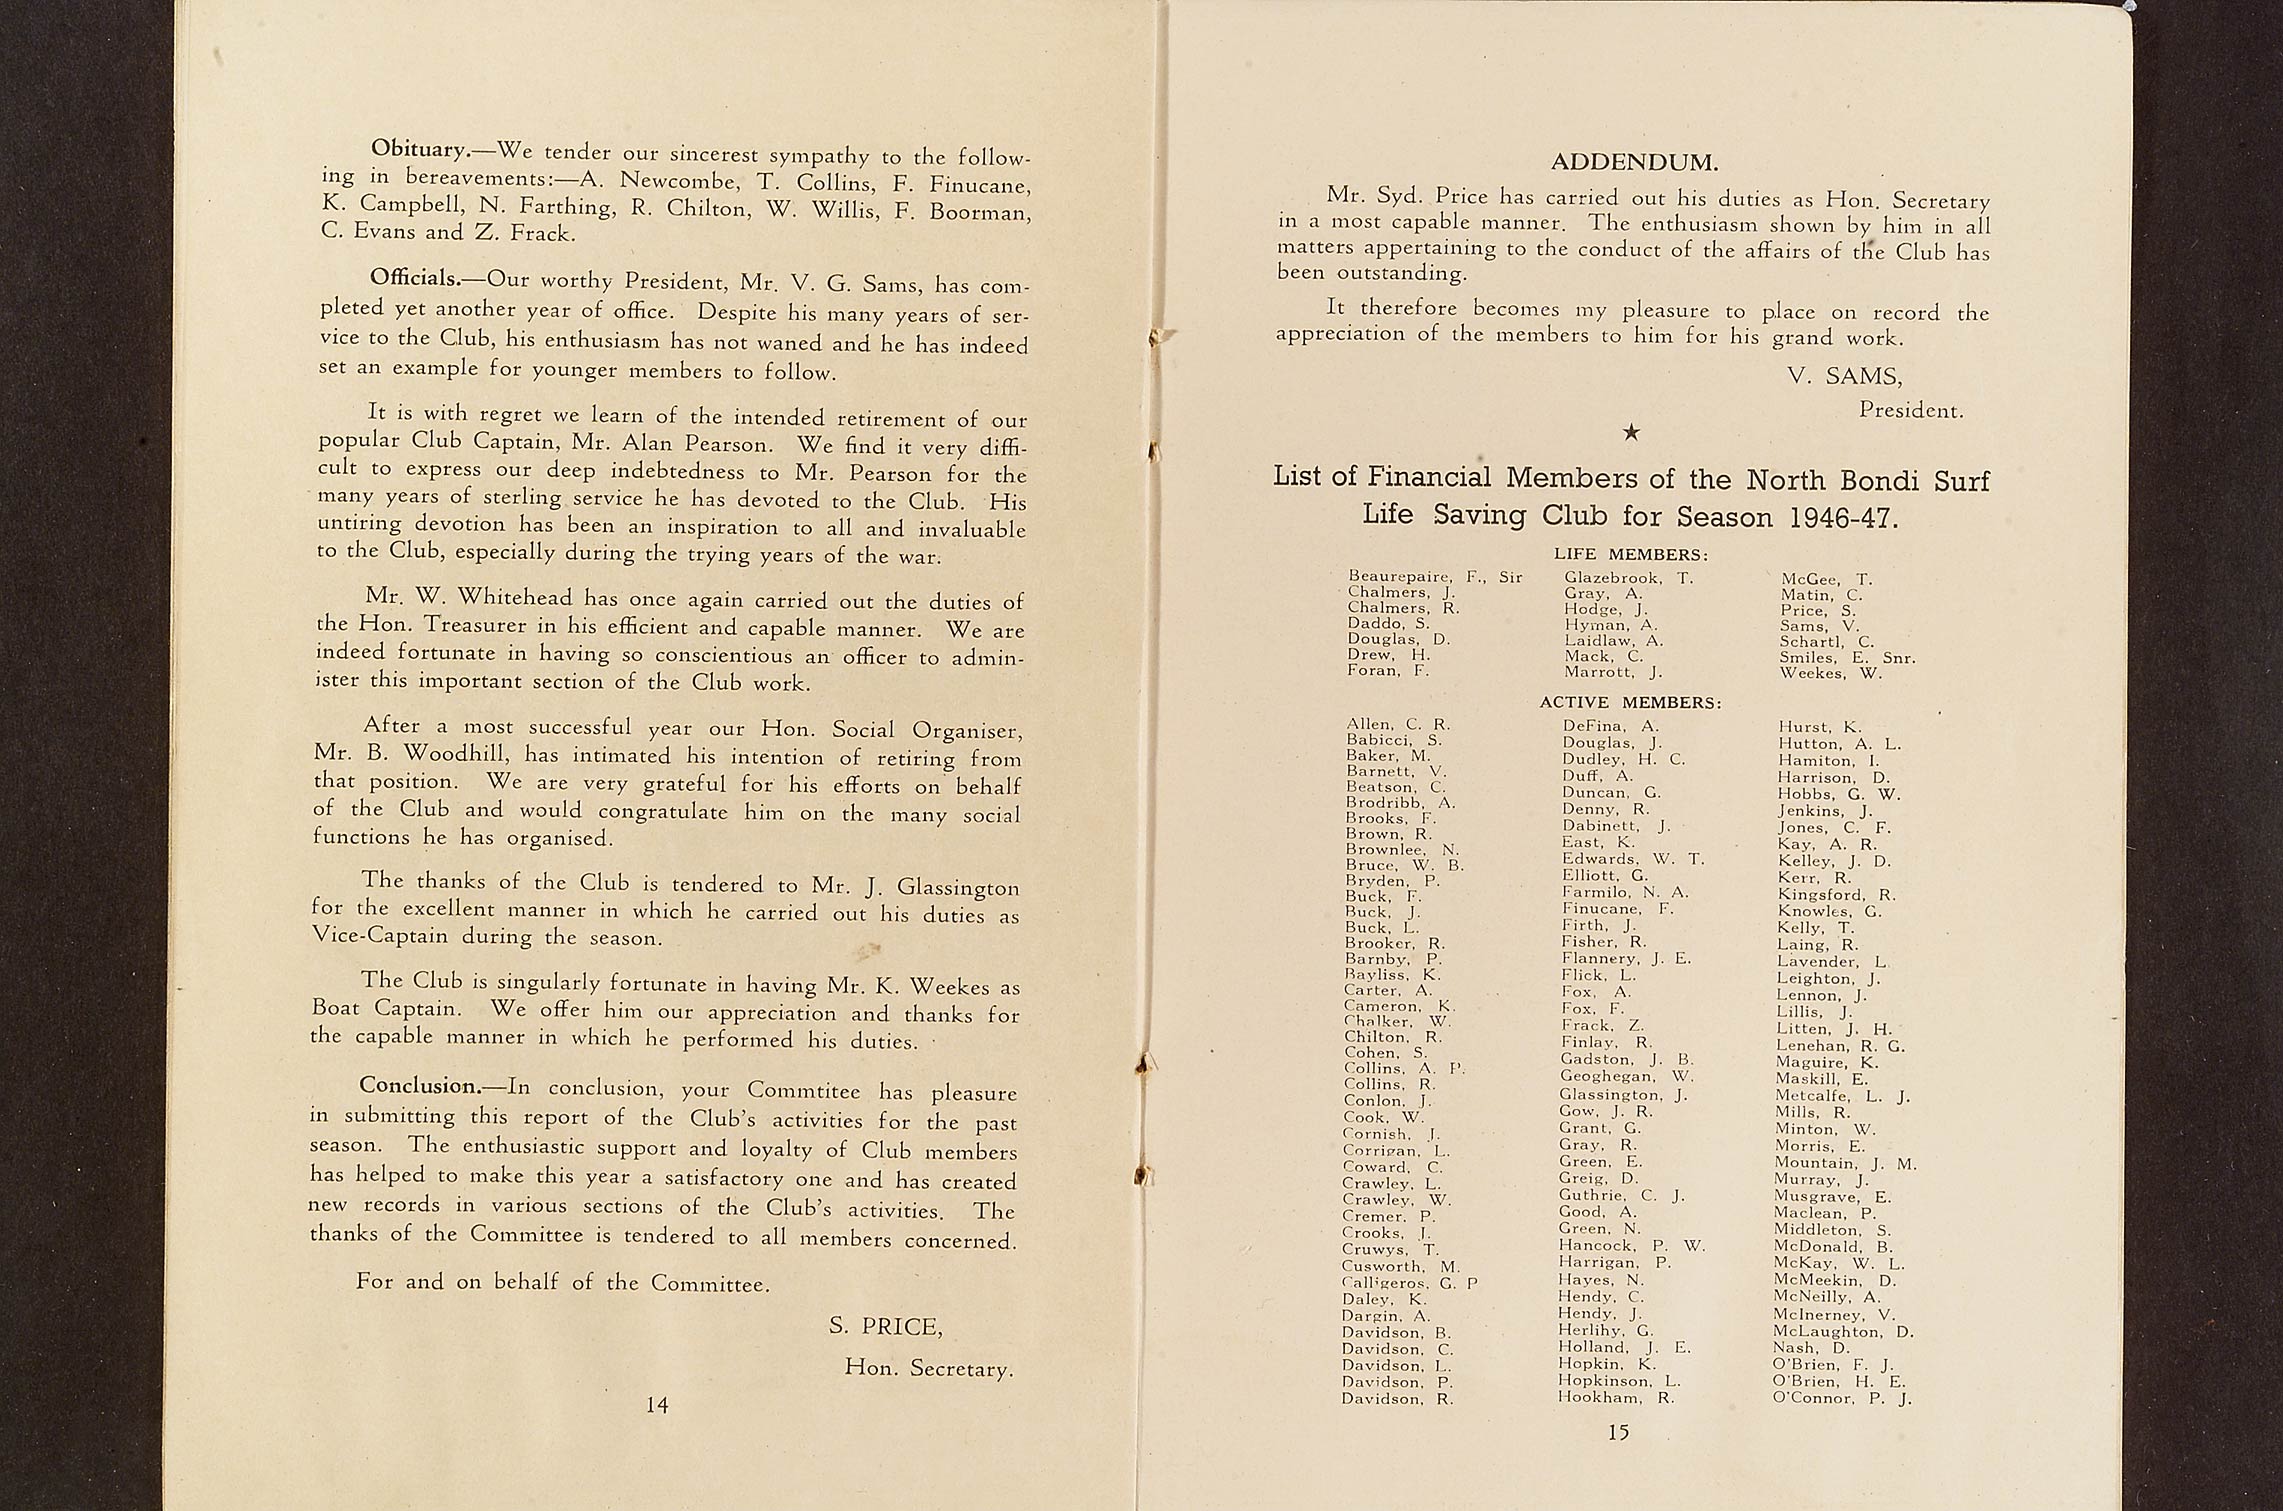 Obituary.—We tender our sincerest sympathy to the follow-
ing in bereavements:—A. Newcombe, T. Collins, F. Finucane,
K. Campbell, N. Farthing, R. Chilton, W. Willis, F. Boorman,
C. Evans and Z. Frack.
Officials.—Our worthy President, Mr. V. G. Sams, has com-
pleted yet another year of office. Despite his many years of ser-
vice to the Club, his enthusiasm has not waned and he has indeed
set an example for younger members to follow.
It is with regret we learn of the intended retirement of our
popular Club Captain, Mr. Alan Pearson. We find it very diffi-
cult to express our deep indebtedness to Mr. Pearson for the
many years of sterling service he has devoted to the Club. His
untiring devotion has been an inspiration to all and invaluable
to the Club, especially during the trying years of the war.
Mr. W. Whitehead has once again carried out the duties of
the Hon. Treasurer in his efficient and capable manner. We are
indeed fortunate in having so conscientious an officer to admin-
ister this important section of the Club work.
After a most successful year our Hon. Social Organiser,
Mr. B. Woodhill, has intimated his intention of retiring from
that position. We are very grateful for his efforts on behalf
of the Club and would congratulate him on the many social
functions he has organised.
The thanks of the Club is tendered to Mr. J. Glassington
for the excellent manner in which he carried out his duties as
Vice-Captain during the season.
The Club is singularly fortunate in having Mr. K. Weekes as
Boat Captain. We offer him our appreciation and thanks for
the capable manner in which he performed his duties.
Conclusion.—In conclusion, your Commtitee has pleasure
in submitting this report of the Club's activities for the past
season. The enthusiastic support and loyalty of Club members
has helped to make this year a satisfactory one and has created
new records in various sections of the Club's activities. The
thanks of the Committee is tendered to all members concerned.
For and on behalf of the Committee.
S. PRICE,
Hon. Secretary.
14
ADDENDUM.
Mr. Syd. Price has carried out his duties as Hon. Secretary
in a most capable manner. The enthusiasm shown by him in all
matters appertaining to the conduct of the affairs of the Club has
been outstanding.
It therefore becomes my pleasure to place on record the
appreciation of the members to him for his grand work.
V. SAMS,
President.
★
List of Financial Members of the North Bondi Surf
Life Saving Club for Season 1946-47.
LIFE MEMBERS:
Beaurepaire, F., Sir
Chalmers, J.
Chalmers, R.
Daddo, S.
Douglas, D.
Drew, H.
Foran, F.
Glazebrook, T.
Gray, A.
Hodge, J.
Hyman, A.
Laidlaw, A.
Mack, C.
Marrott, J.
McGee, T.
Matin, C.
Price, S.
Sams, V.
Schartl, C.
Smiles, E. Snr.
Weekes, W.
ACTIVE MEMBERS:
Allen, C. R.
Babicci, S.
Baker, M.
Barnett, V.
Beatson, C.
Brodribb, A.
Brooks, F.
Brown, R.
Brownlee, N.
Bruce, W. B.
Bryden, P.
Buck, F.
Buck, J.
Buck, L.
Brooker, R.
Barnby, P.
Bayliss, K.
Carter, A.
Cameron, K.
Chalker, W.
Chilton, R.
Cohen, S.
Collins, A. P.
Collins, R.
Conlon, J.
Cook, W.
Cornish, J.
Corrigan, L.
Coward, C.
Crawley, L.
Crawley, W.
Cremer, P.
Crooks, J.
Cruwys, T.
Cusworth, M.
Calligeros, G. P
Daley, K.
Dargin, A.
Davidson, B.
Davidson, C.
Davidson, L.
Davidson, P.
Davidson, R.
DeFina, A.
Douglas, J.
Dudley, H. C.
Duff, A.
Duncan, G.
Denny, R.
Dabinett, J.
East, K.
Edwards, W. T.
Elliott, G.
Farmilo, N. A.
Finucane, F.
Firth, J.
Fisher, R.
Flannery, J. E.
Flick, L.
Fox, A.
Fox, F.
Frack, Z.
Finlay, R.
Gadston, J. B.
Geoghegan, W.
Glassington, J.
Gow, J. R.
Grant, G.
Gray, R.
Green, E.
Greig, D.
Guthrie, C. J.
Good, A.
Green, N.
Hancock, P. W.
Harrigan, P.
Hayes, N.
Hendy, C.
Hendy, J.
Herlihy, G.
Holland, J. E.
Hopkin, K.
Hopkinson, L.
Hookham, R.
Hurst, K.
Hutton, A. L.
Hamiton, I.
Harrison, D.
Hobbs, G. W.
Jenkins, J.
Jones, C. F.
Kay, A. R.
Kelley, J. D.
Kerr, R.
Kingsford, R.
Knowles, G.
Kelly, T.
Laing, R.
Lavender, L.
Leighton, J.
Lennon, J.
Lillis, J.
Litten, J. H.
Lenehan, R. G.
Maguire, K.
Maskill, E.
Metcalfe, L. J.
Mills, R.
Minton, W.
Morris, E.
Mountain, J. M.
Murray, J.
Musgrave, E.
Maclean, P.
Middleton, S.
McDonald, B.
McKay, W. L.
McMeekin, D.
McNeilly, A.
McInerney, V.
McLaughton, D.
Nash, D.
O'Brien, F. J.
O'Brien, H. E.
O'Connor, P. J.
15